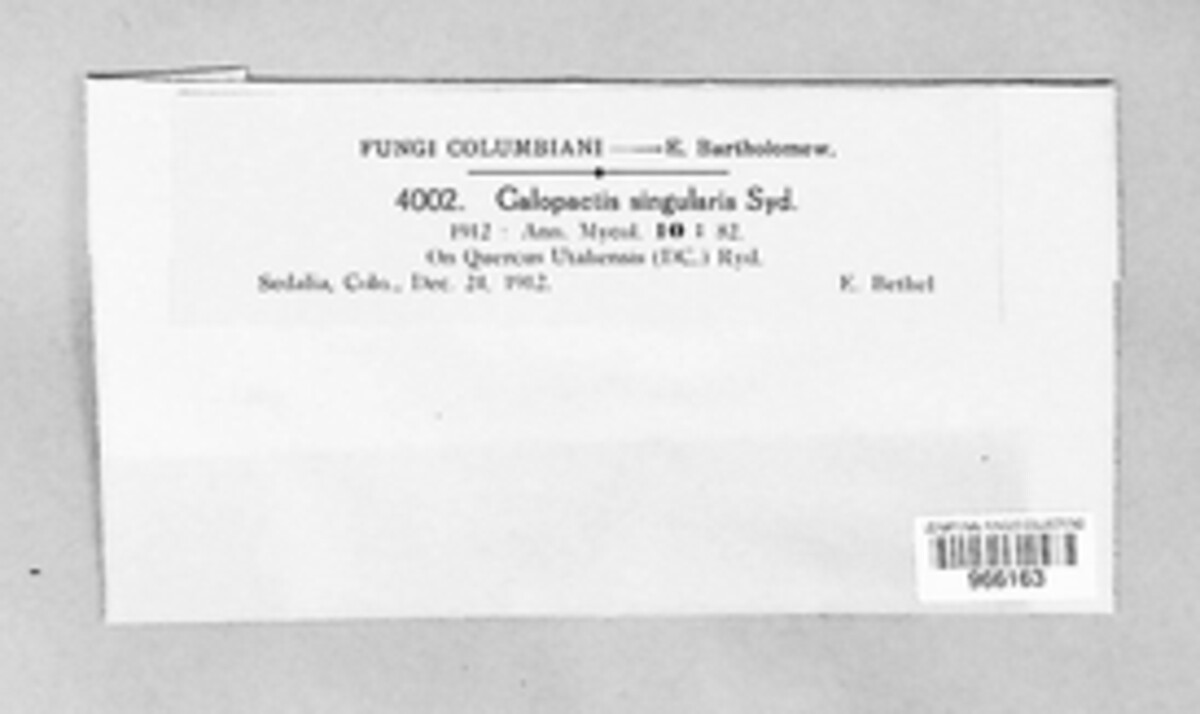 FUNGI COLUMBIANI — E. Bartholomew.
4002. Calopactis singularis Syd.
1912 - Ann. Mycol. 10 : 82.
On Quercus Utahensis (DC.) Ryd.
Sedalia, Colo., Dec. 24, 1912. E. Bethel
966163